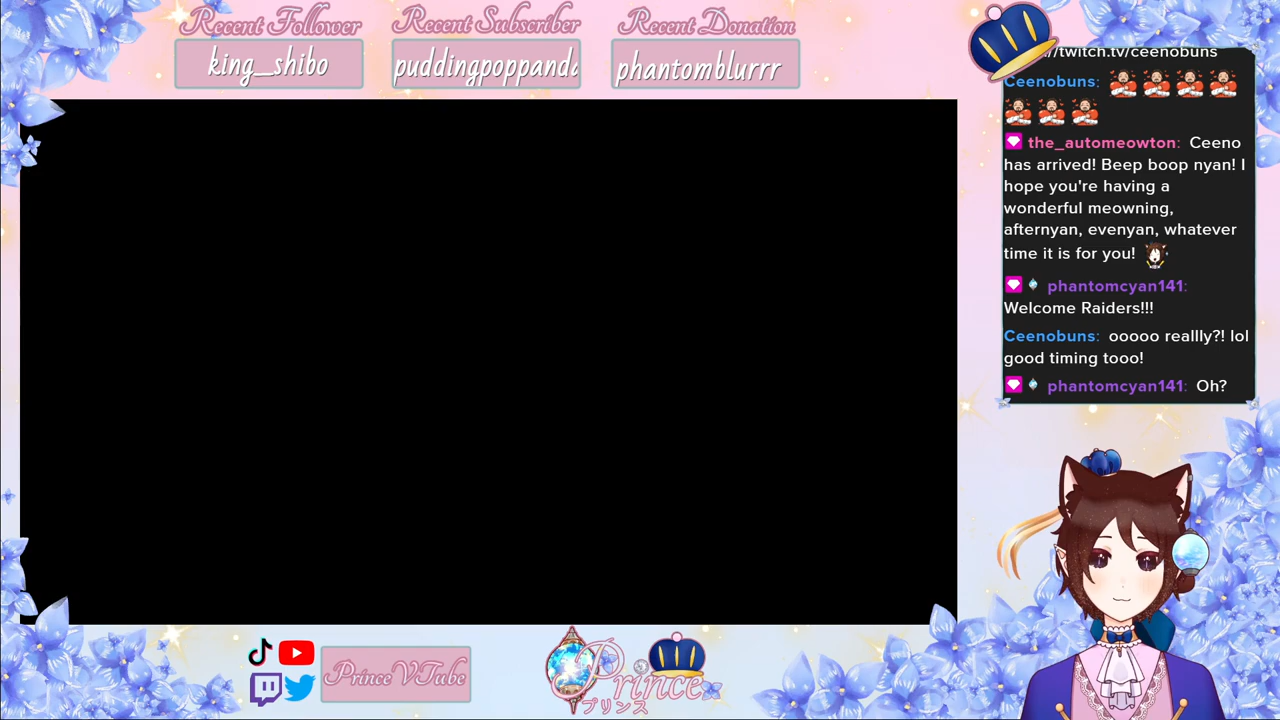 Recent Follower
king_shibo
Recent Subscriber
puddingpoppanda
Recent Donation
phantomblurrr
//twitch.tv/ceenobuns
Ceenobuns:
the_automeowton: Ceeno
has arrived! Beep boop nyan! I
hope you're having a
wonderful meowning,
afternyan, evenyan, whatever
time it is for you!
phantomcyan141:
Welcome Raiders!!!
Ceenobuns: ooooo reallly?! lol
good timing tooo!
phantomcyan141: Oh?
Prince VTube
Prince
プリンス